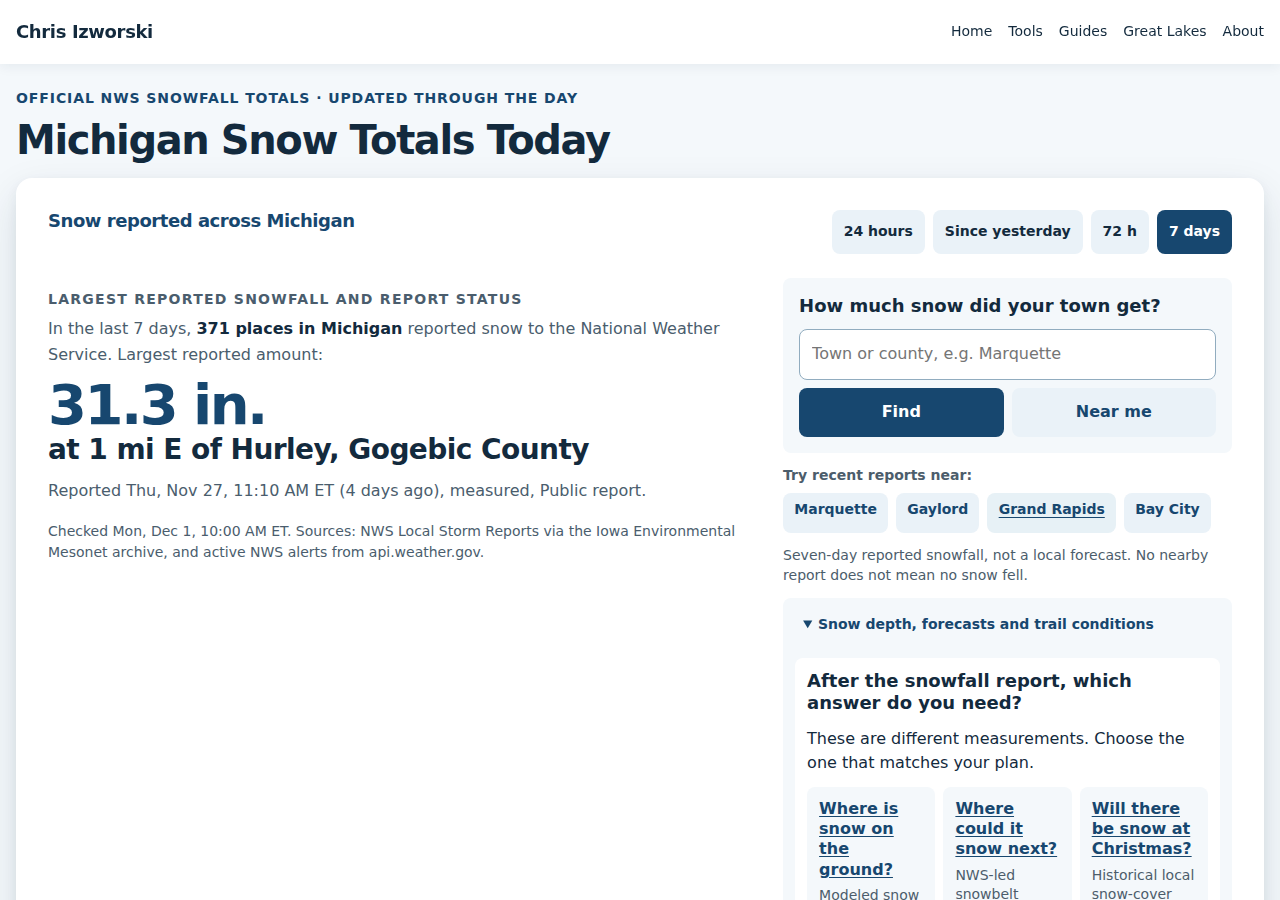 Chris Izworski
Home Tools Guides Great Lakes About
OFFICIAL NWS SNOWFALL TOTALS · UPDATED THROUGH THE DAY
Michigan Snow Totals Today
Snow reported across Michigan
24 hours Since yesterday 72 h 7 days
LARGEST REPORTED SNOWFALL AND REPORT STATUS
In the last 7 days, 371 places in Michigan reported snow to the National Weather
Service. Largest reported amount:
31.3 in.
at 1 mi E of Hurley, Gogebic County
Reported Thu, Nov 27, 11:10 AM ET (4 days ago), measured, Public report.
Checked Mon, Dec 1, 10:00 AM ET. Sources: NWS Local Storm Reports via the Iowa Environmental
Mesonet archive, and active NWS alerts from api.weather.gov.
How much snow did your town get?
Town or county, e.g. Marquette
Find Near me
Try recent reports near:
Marquette Gaylord Grand Rapids Bay City
Seven-day reported snowfall, not a local forecast. No nearby
report does not mean no snow fell.
▼ Snow depth, forecasts and trail conditions
After the snowfall report, which
answer do you need?
These are different measurements. Choose the
one that matches your plan.
Where is
snow on
the
ground?
Modeled snow
Where
could it
snow next?
NWS-led
snowbelt
Will there
be snow at
Christmas?
Historical local
snow-cover